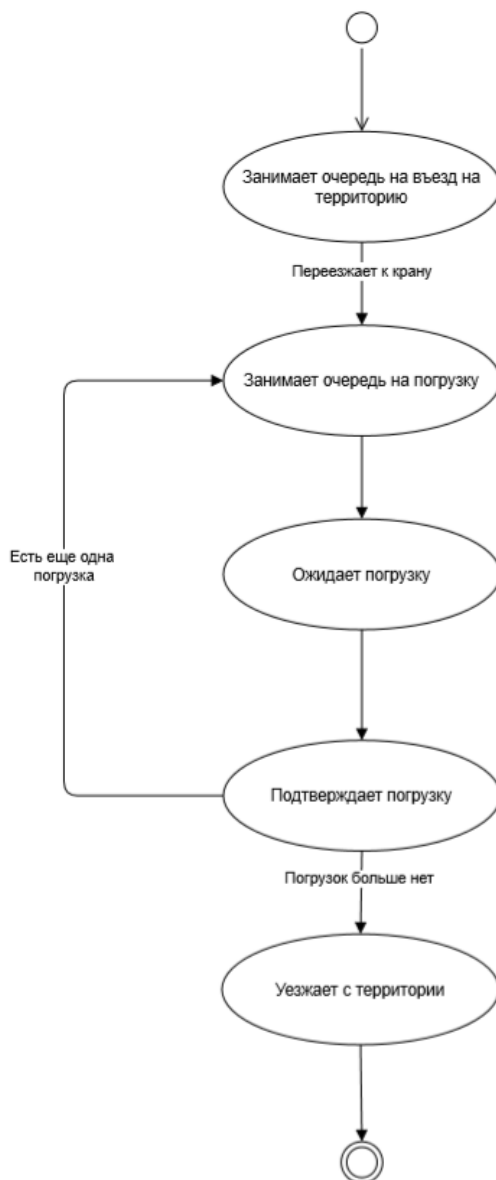 Занимает очередь на въезд на
территорию
Переезжает к крану
Занимает очередь на погрузку
Есть еще одна
погрузка
Ожидает погрузку
Подтверждает погрузку
Погрузок больше нет
Уезжает с территории